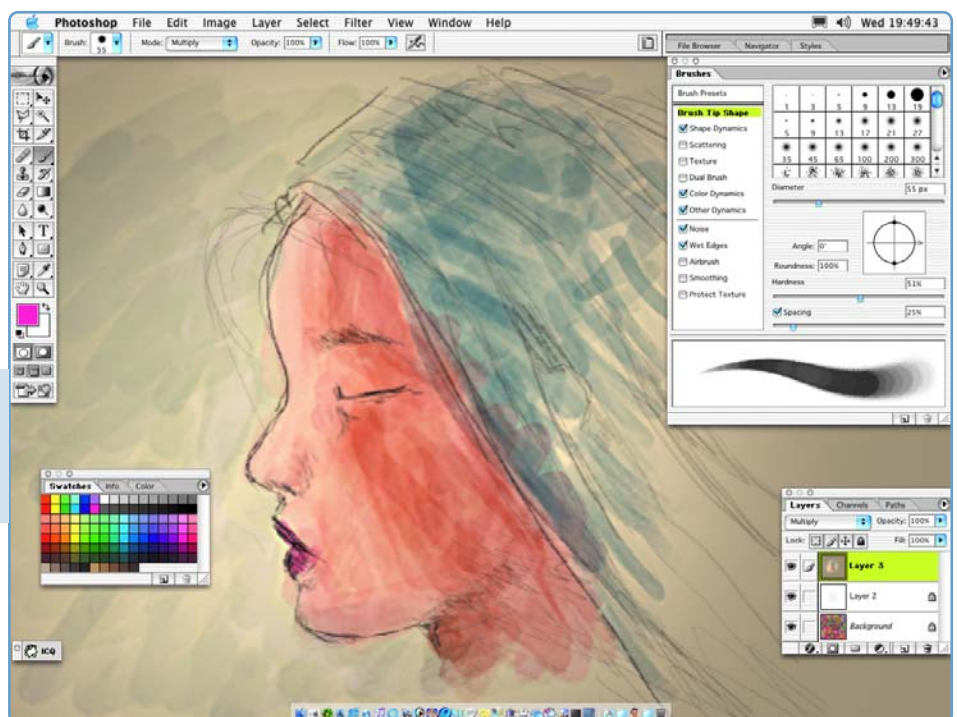 Photoshop File Edit Image Layer Select Filter View Window Help Wed 19:49:43
Brush: 55 Mode: Multiply Opacity: 100% Flow: 100%
File Browser Navigator Styles
Brushes
Brush Presets
Brush Tip Shape
Shape Dynamics
Scattering
Texture
Dual Brush
Color Dynamics
Other Dynamics
Noise
Wet Edges
Airbrush
Smoothing
Protect Texture
1 3 5 9 13 19
5 9 13 17 21 27
35 45 65 100 200 300
Diameter 55 px
Angle: 0°
Roundness: 100%
Hardness 51%
Spacing 25%
T
Swatches Info Color
Layers Channels Paths
Multiply Opacity: 100%
Lock: Fill: 100%
Layer 3
Layer 2
Background
ICQ